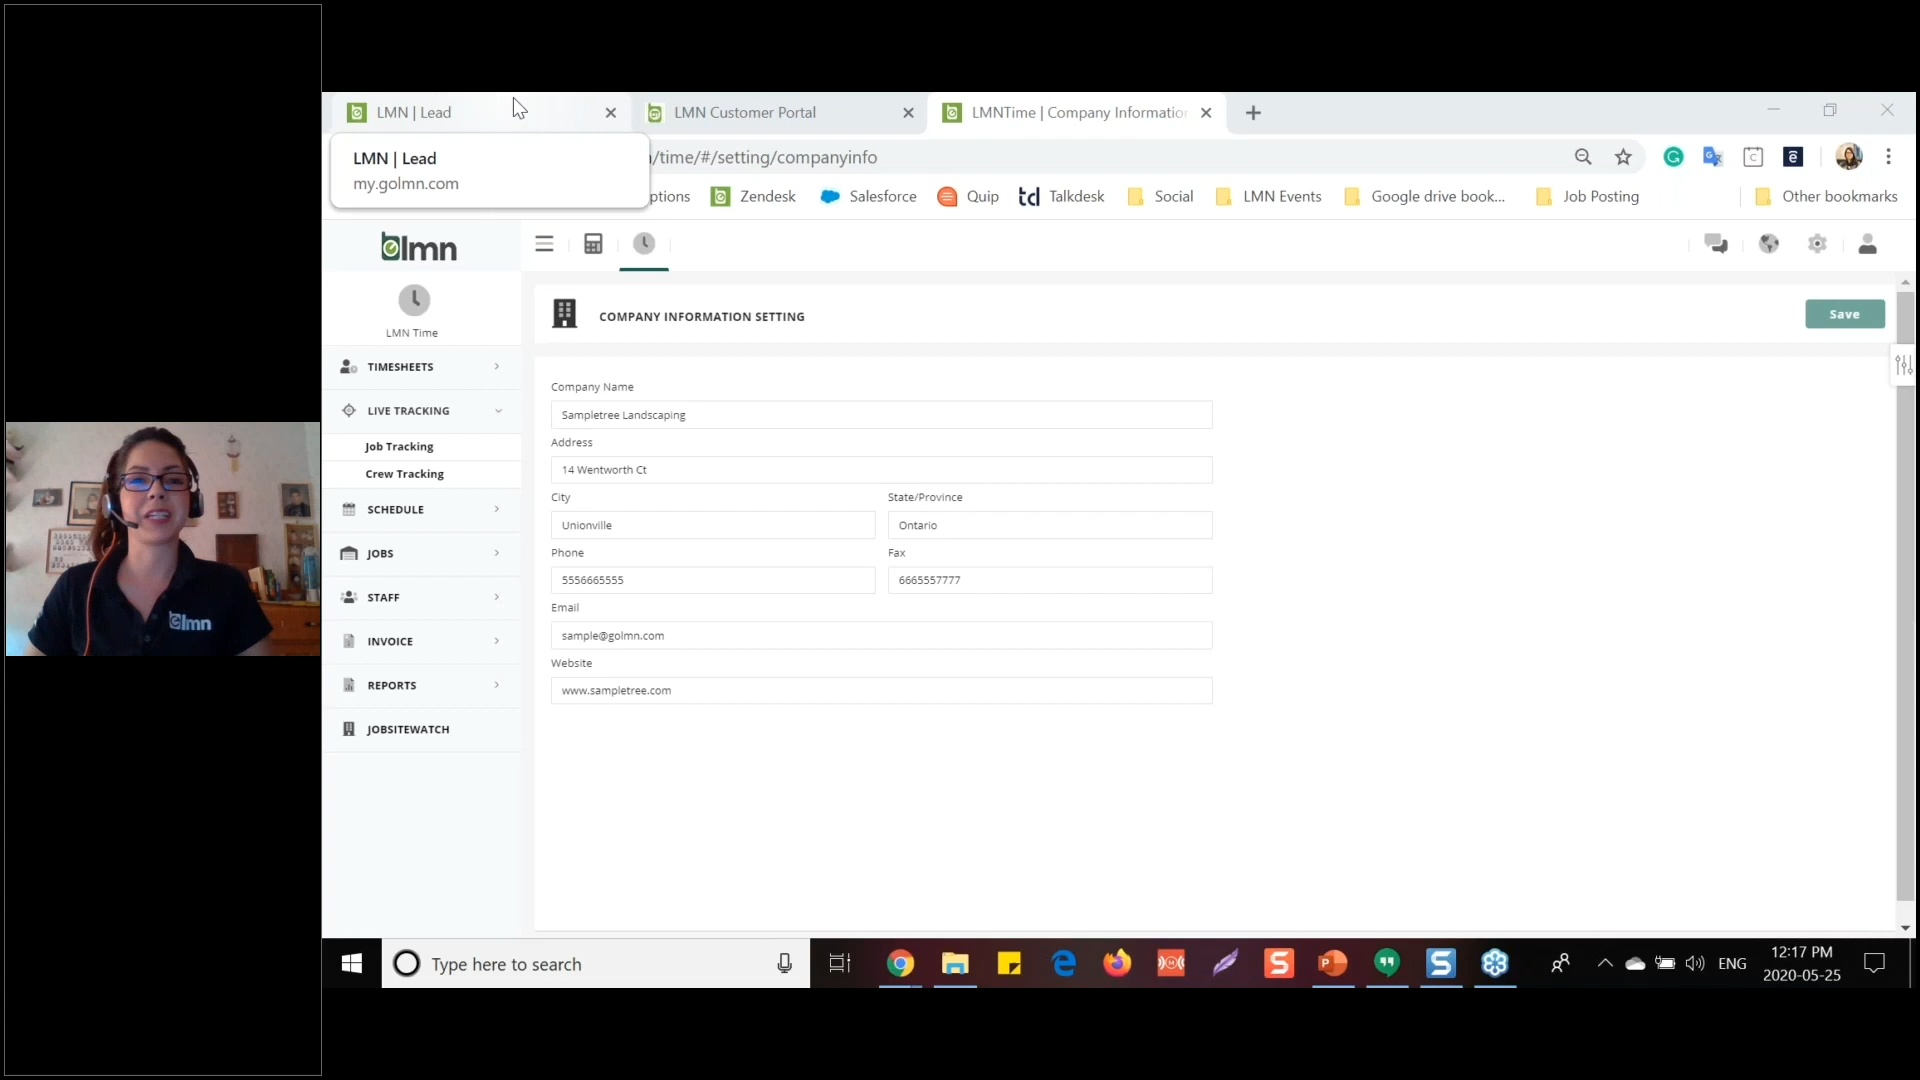 LMN | Lead
LMN Customer Portal
LMNTime | Company Informatio
LMN | Lead
my.golmn.com
/time/#/setting/companyinfo
ptions
Zendesk
Salesforce
Quip
td Talkdesk
Social
LMN Events
Google drive book...
Job Posting
Other bookmarks
lmn
LMN Time
TIMESHEETS
LIVE TRACKING
Job Tracking
Crew Tracking
SCHEDULE
JOBS
STAFF
INVOICE
REPORTS
JOBSITEWATCH
COMPANY INFORMATION SETTING
Save
Company Name
Sampletree Landscaping
Address
14 Wentworth Ct
City
State/Province
Unionville
Ontario
Phone
Fax
5556665555
6665557777
Email
sample@golmn.com
Website
www.sampletree.com
lmn
Type here to search
ENG
12:17 PM
2020-05-25